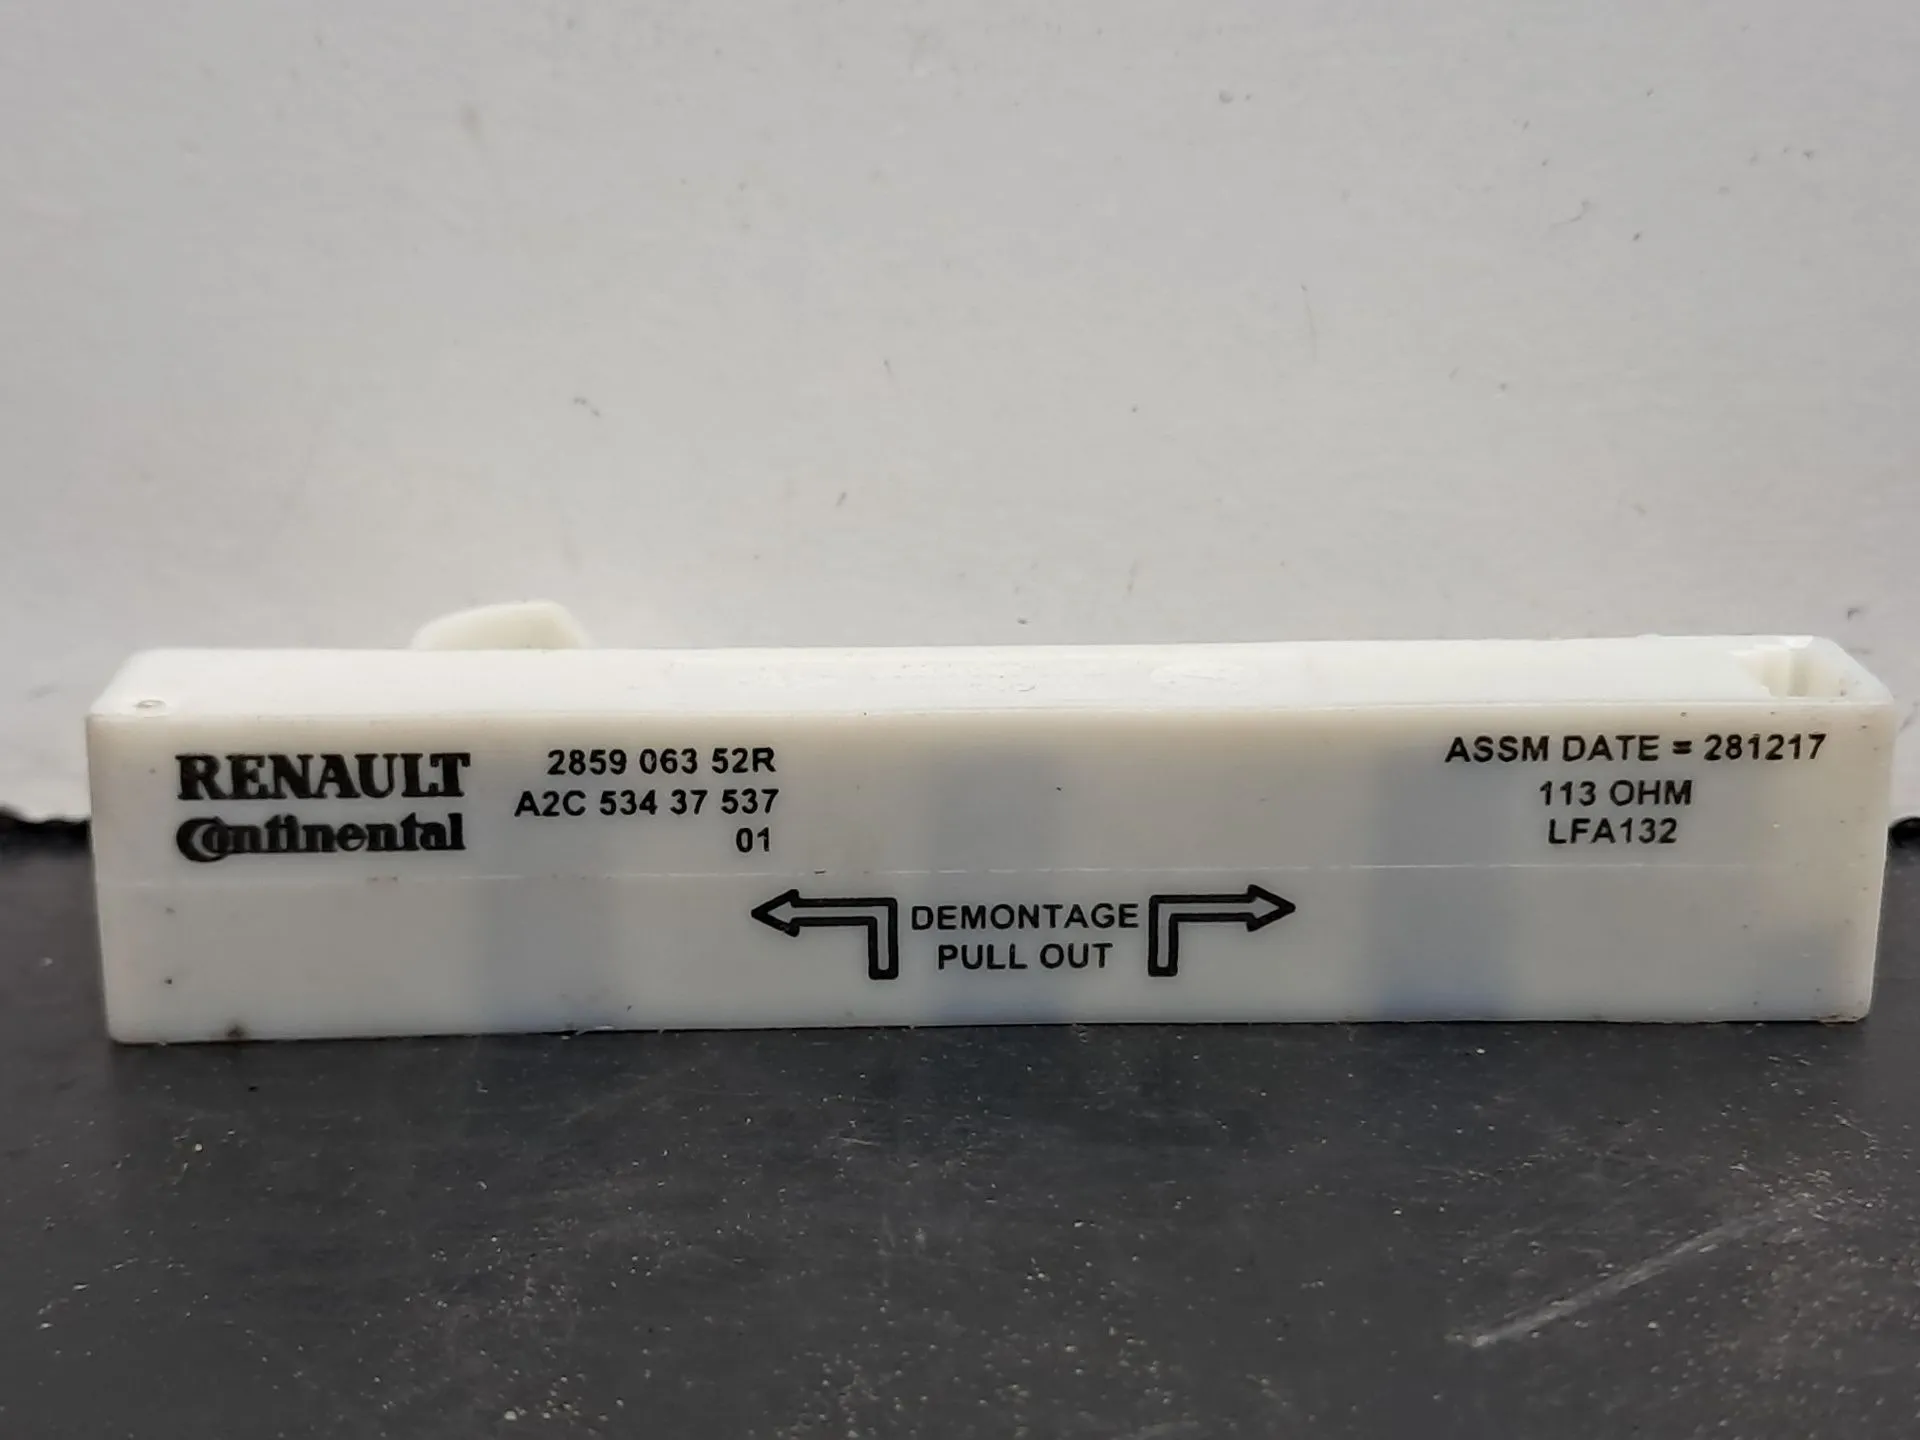 RENAULT
Continental
2859 063 52R
A2C 534 37 537
01
ASSM DATE = 281217
113 OHM
LFA132
DEMONTAGE
PULL OUT